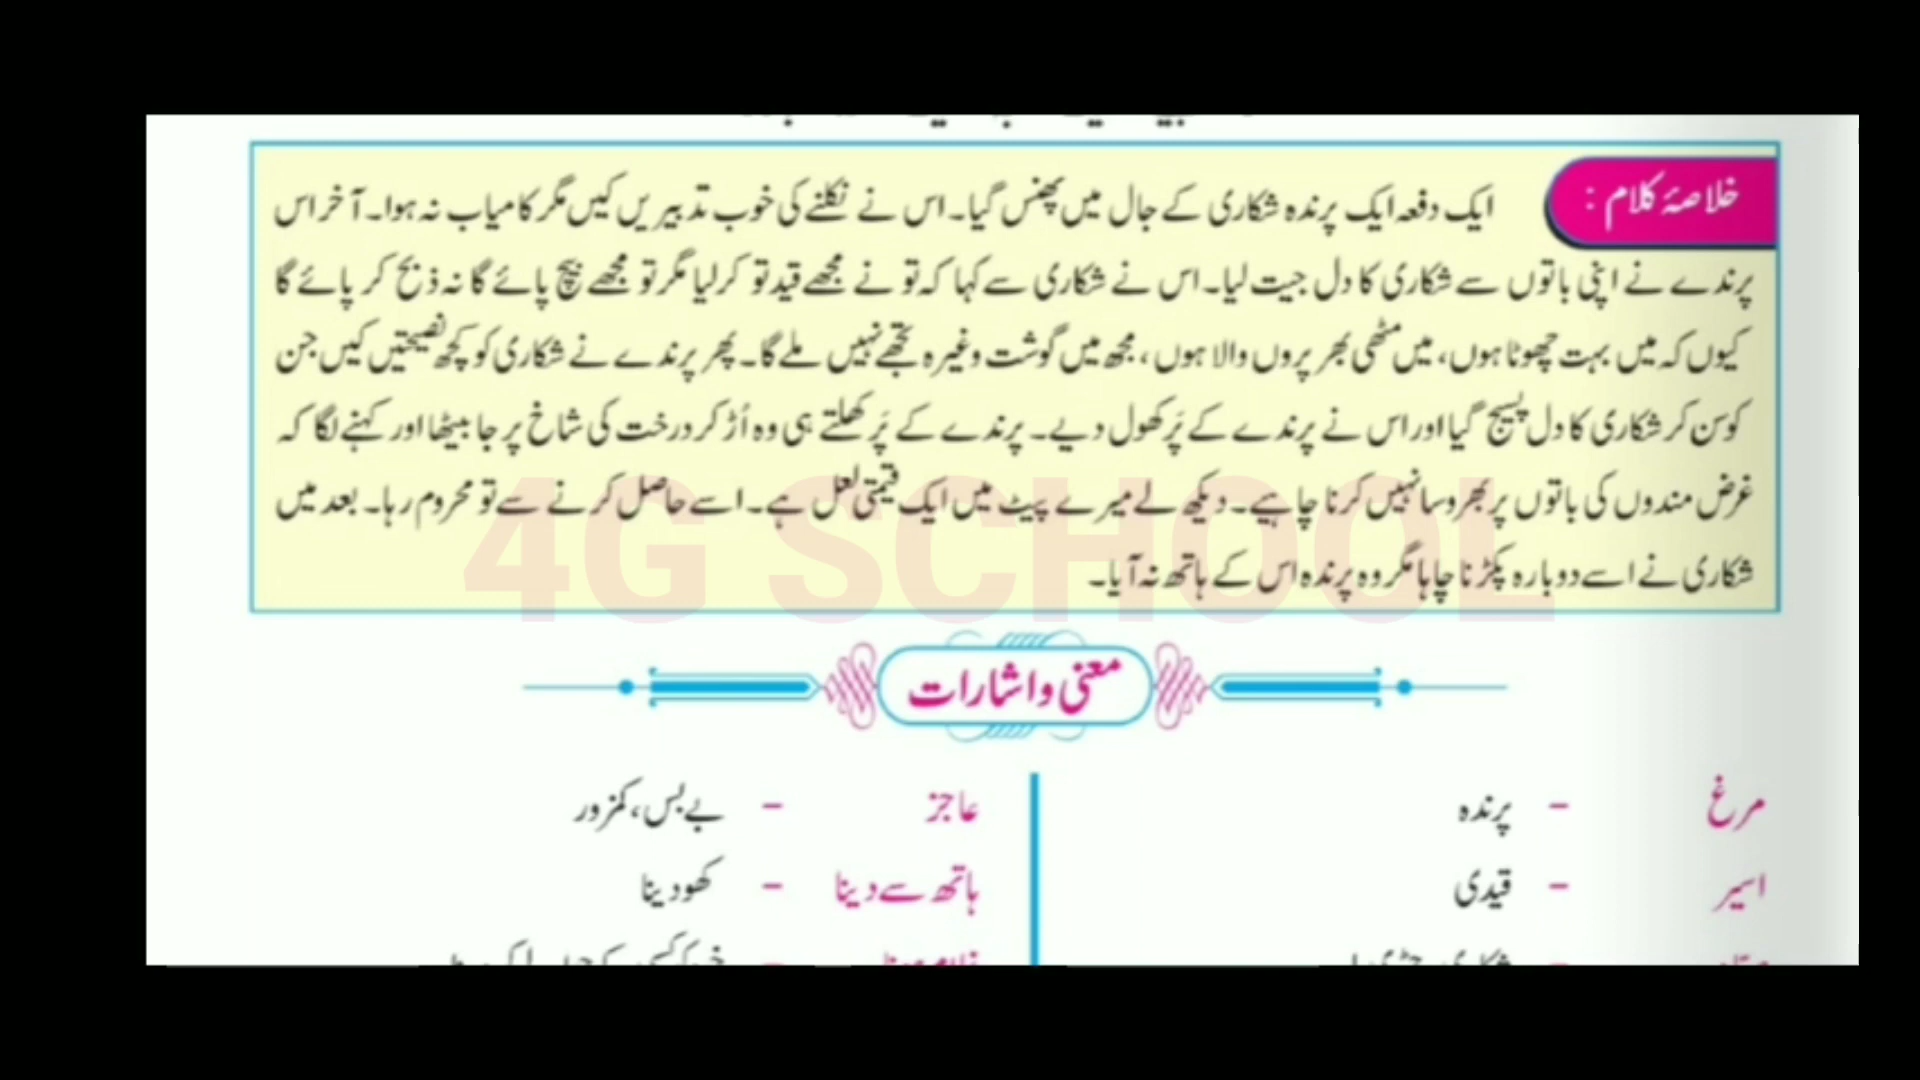 خلاصۂ کلام :
ایک دفعہ ایک پرندہ شکاری کے جال میں پھنس گیا۔ اس نے نکلنے کی خوب تدبیریں کیں مگر کامیاب نہ ہوا۔ آخر اس
پرندے نے اپنی باتوں سے شکاری کا دل جیت لیا۔ اس نے شکاری سے کہا کہ تو نے مجھے قید تو کر لیا مگر تو مجھے بیچ پائے گا نہ ذبح کر پائے گا
کیوں کہ میں بہت چھوٹا ہوں، میں مٹھی بھر پروں والا ہوں، مجھ میں گوشت وغیرہ تجھے نہیں ملے گا۔ پھر پرندے نے شکاری کو کچھ نصیحتیں کیں جن
کو سن کر شکاری کا دل پسیج گیا اور اس نے پرندے کے پَر کھول دیے۔ پرندے کے پَر کھلتے ہی وہ اُڑ کر درخت کی شاخ پر جا بیٹھا اور کہنے لگا کہ
غرض مندوں کی باتوں پر بھروسا نہیں کرنا چاہیے۔ دیکھ لے میرے پیٹ میں ایک قیمتی لعل ہے۔ اسے حاصل کرنے سے تو محروم رہا۔ بعد میں
شکاری نے اسے دوبارہ پکڑنا چاہا مگر وہ پرندہ اس کے ہاتھ نہ آیا۔
4G SCHOOL
معنی و اشارات
مرغ - پرندہ
اسیر - قیدی
عاجز - بے بس، کمزور
ہاتھ سے دینا - کھو دینا